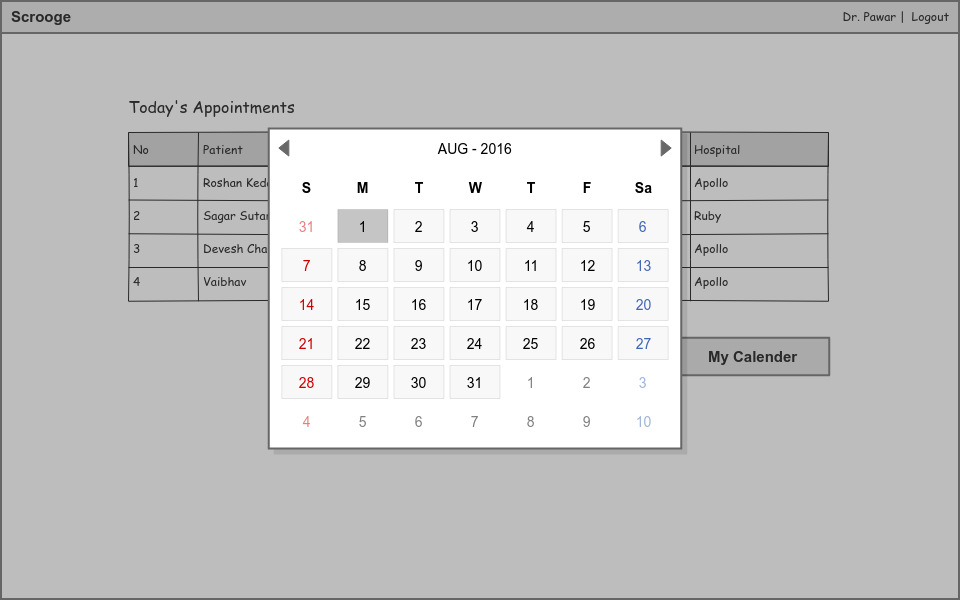 Scrooge Dr. Pawar | Logout
Today's Appointments
No Patient Hospital
1 Roshan Apollo
2 Sagar Ruby
3 Devesh Apollo
4 Vaibhav Apollo
AUG - 2016
S M T W T F Sa
31 1 2 3 4 5 6
7 8 9 10 11 12 13
14 15 16 17 18 19 20
21 22 23 24 25 26 27
28 29 30 31 1 2 3
4 5 6 7 8 9 10
My Calender